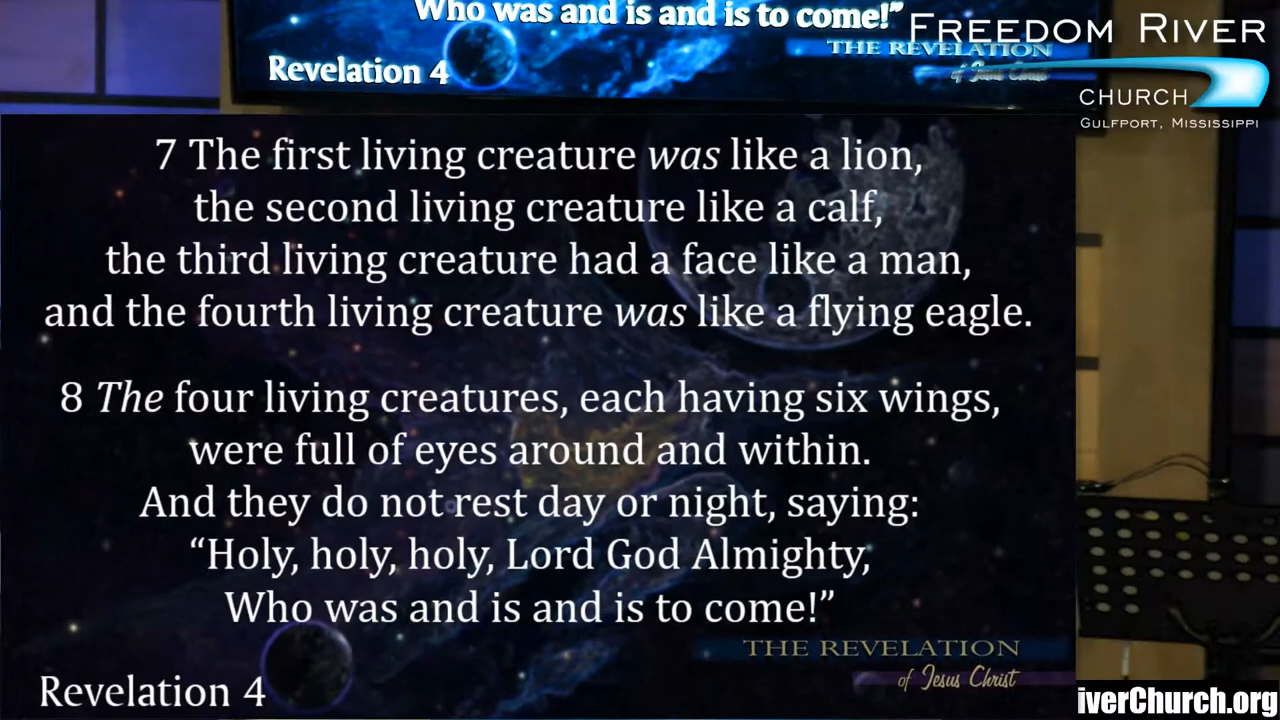 Who was and is and is to come!”
Revelation 4
THE REVELATION
of Jesus Christ
FREEDOM RIVER
CHURCH
GULFPORT, MISSISSIPPI
7 The first living creature was like a lion,
the second living creature like a calf,
the third living creature had a face like a man,
and the fourth living creature was like a flying eagle.
8 The four living creatures, each having six wings,
were full of eyes around and within.
And they do not rest day or night, saying:
“Holy, holy, holy, Lord God Almighty,
Who was and is and is to come!”
THE REVELATION
of Jesus Christ
Revelation 4
iverChurch.org